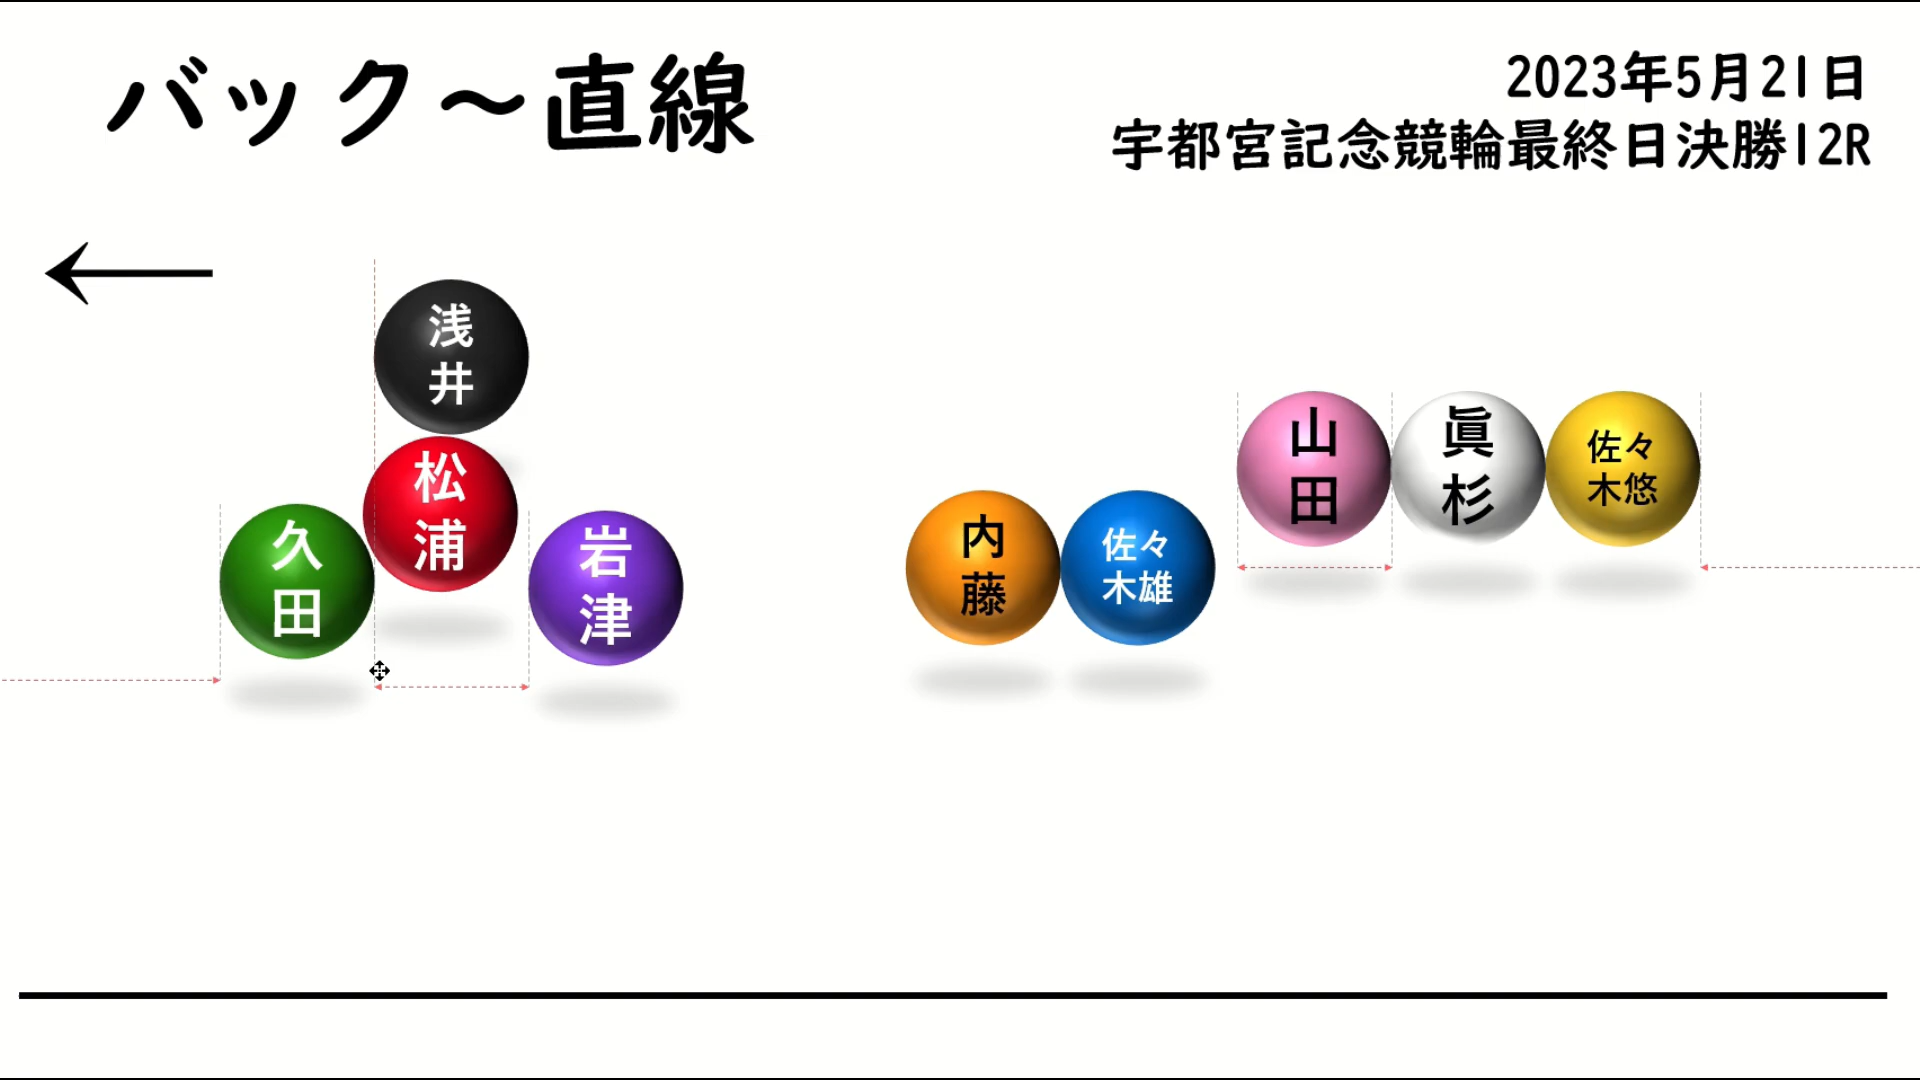 バック～直線
2023年5月21日
宇都宮記念競輪最終日決勝12R
浅井
松浦
久田
岩津
内藤
佐々木雄
山田
眞杉
佐々木悠